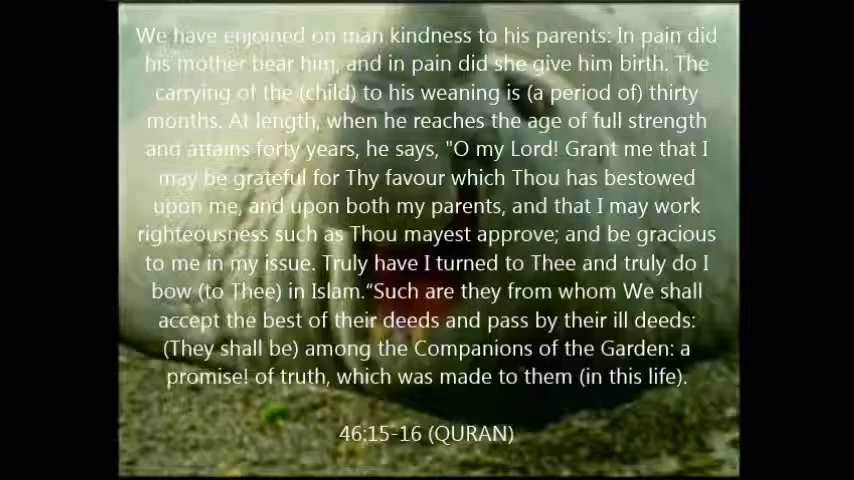 We have enjoined on man kindness to his parents: In pain did
his mother bear him, and in pain did she give him birth. The
carrying of the (child) to his weaning is (a period of) thirty
months. At length, when he reaches the age of full strength
and attains forty years, he says, "O my Lord! Grant me that I
may be grateful for Thy favour which Thou has bestowed
upon me, and upon both my parents, and that I may work
righteousness such as Thou mayest approve; and be gracious
to me in my issue. Truly have I turned to Thee and truly do I
bow (to Thee) in Islam.“Such are they from whom We shall
accept the best of their deeds and pass by their ill deeds:
(They shall be) among the Companions of the Garden: a
promise! of truth, which was made to them (in this life).
46:15-16 (QURAN)